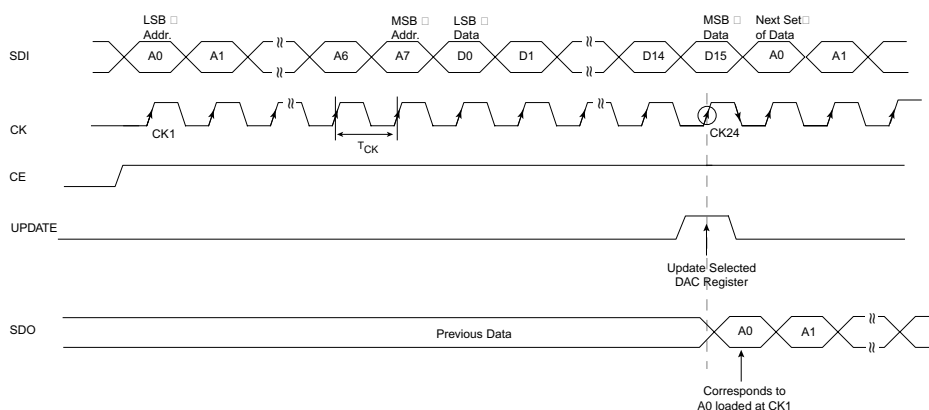 LSB
Addr.
MSB
Addr.
LSB
Data
MSB
Data
Next Set
of Data
SDI
A0
A1
A6
A7
D0
D1
D14
D15
A0
A1
CK
CK1
TCK
CK24
CE
UPDATE
Update Selected
DAC Register
SDO
Previous Data
A0
A1
Corresponds to
A0 loaded at CK1